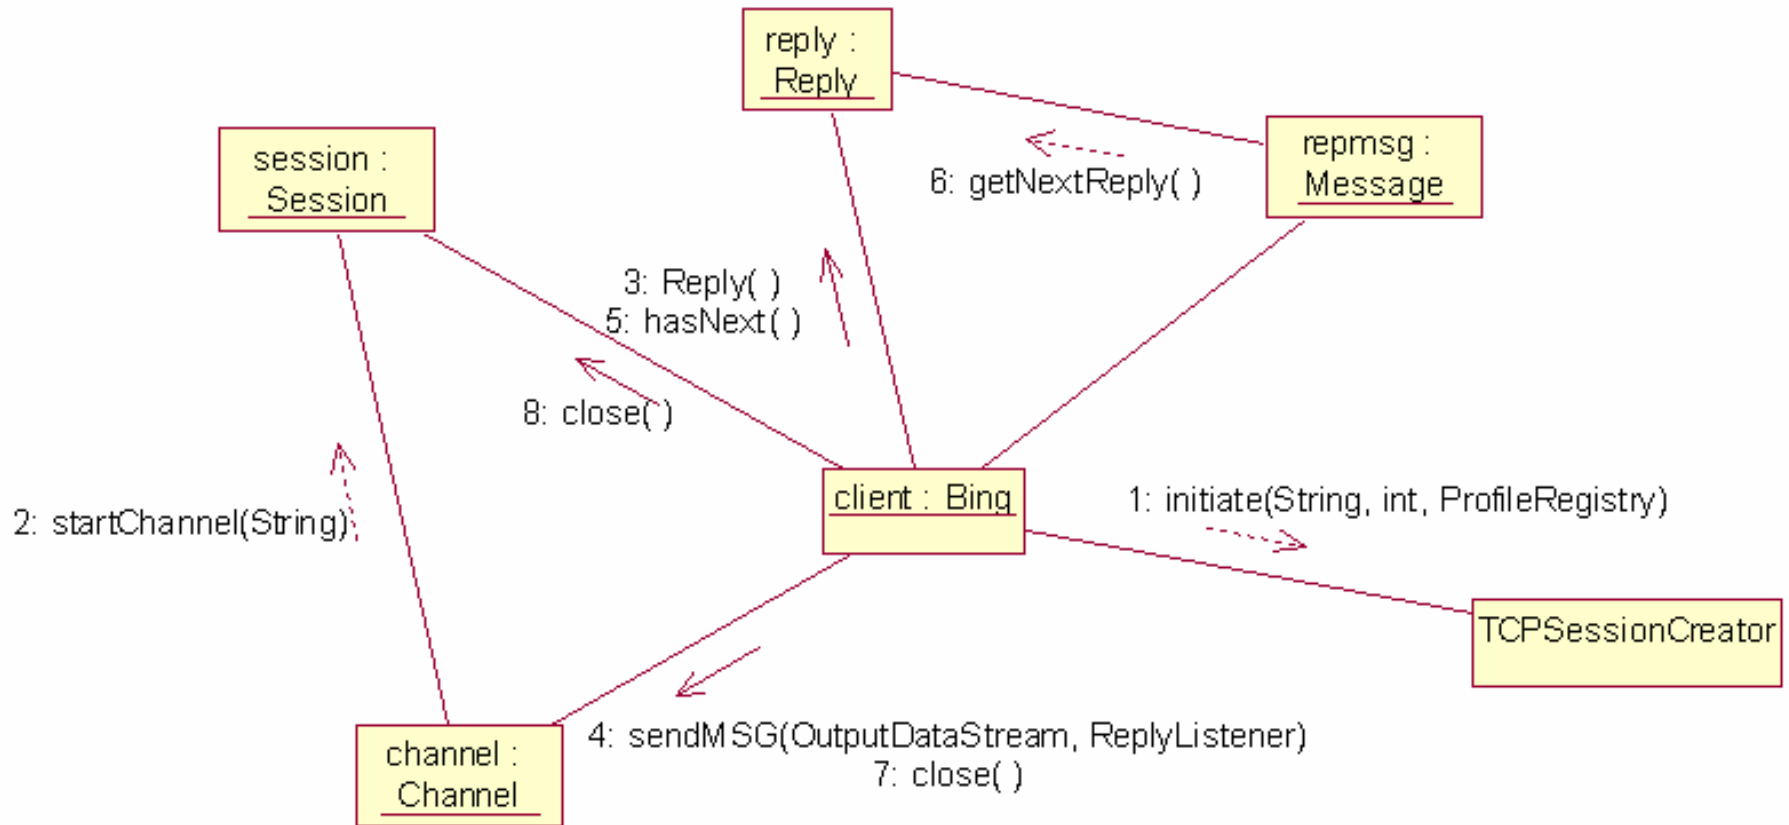 reply :
Reply
session :
Session
repmsg :
Message
6: getNextReply( )
3: Reply( )
5: hasNext( )
8: close( )
client : Bing
1: initiate(String, int, ProfileRegistry)
2: startChannel(String)
TCPSessionCreator
channel :
Channel
4: sendMSG(OutputDataStream, ReplyListener)
7: close( )